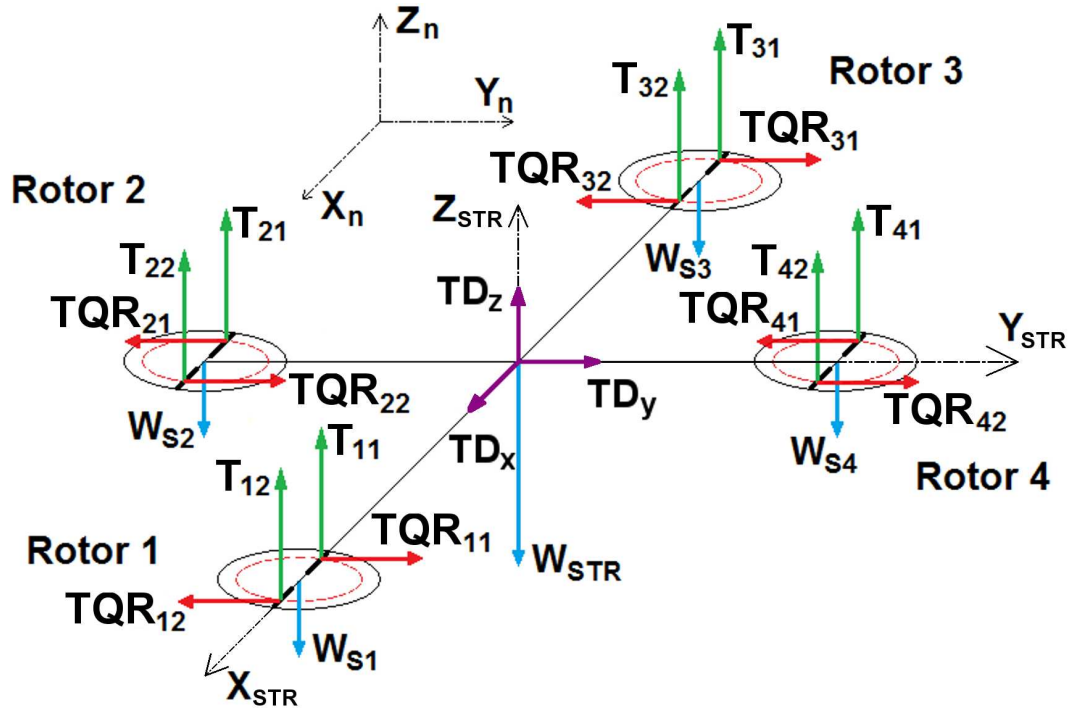 Zn
Yn
Xn
T31
T32
Rotor 3
TQR31
TQR32
Rotor 2
T21
T22
ZSTR
WS3
T41
T42
TQR21
TDZ
TQR41
YSTR
TQR22
TDy
TQR42
WS2
TDX
WS4
T11
T12
Rotor 4
Rotor 1
TQR11
WSTR
TQR12
WS1
XSTR